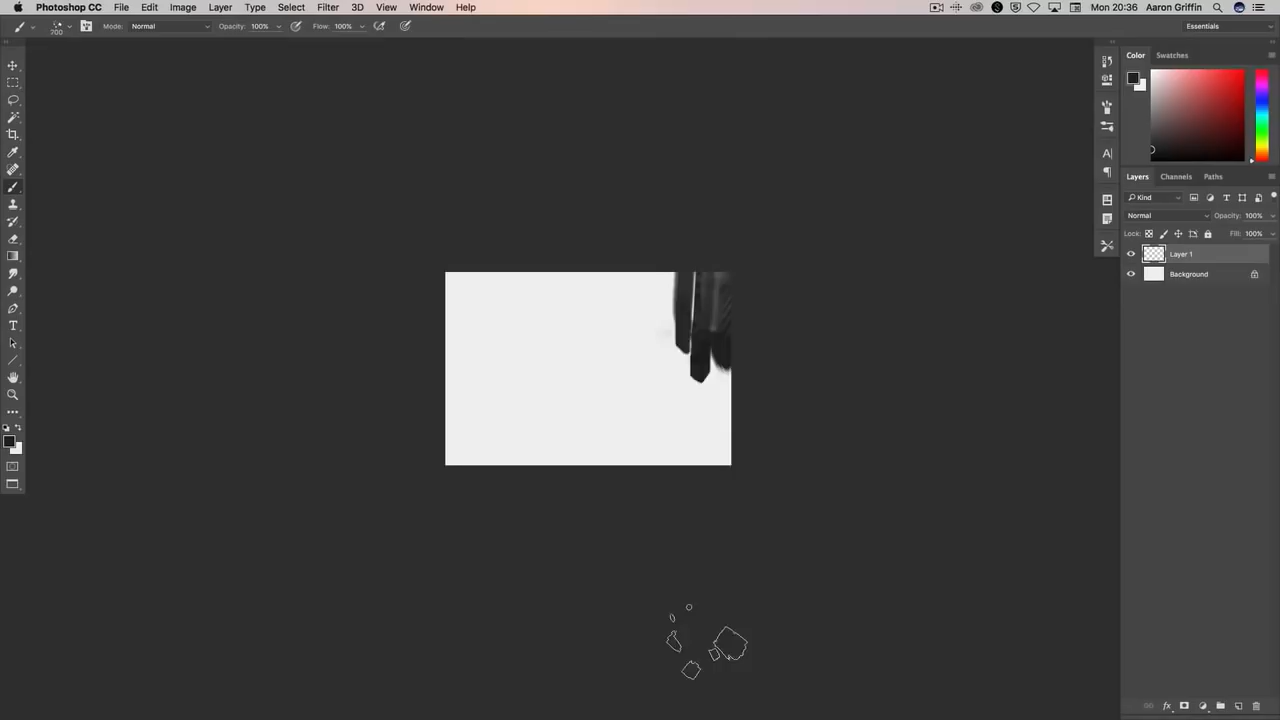 Photoshop CC File Edit Image Layer Type Select Filter 3D View Window Help Mon 20:36 Aaron Griffin
700 Mode: Normal Opacity: 100% Flow: 100% Essentials
Color Swatches
Layers Channels Paths
Kind
Normal Opacity: 100%
Lock: Fill: 100%
Layer 1
Background